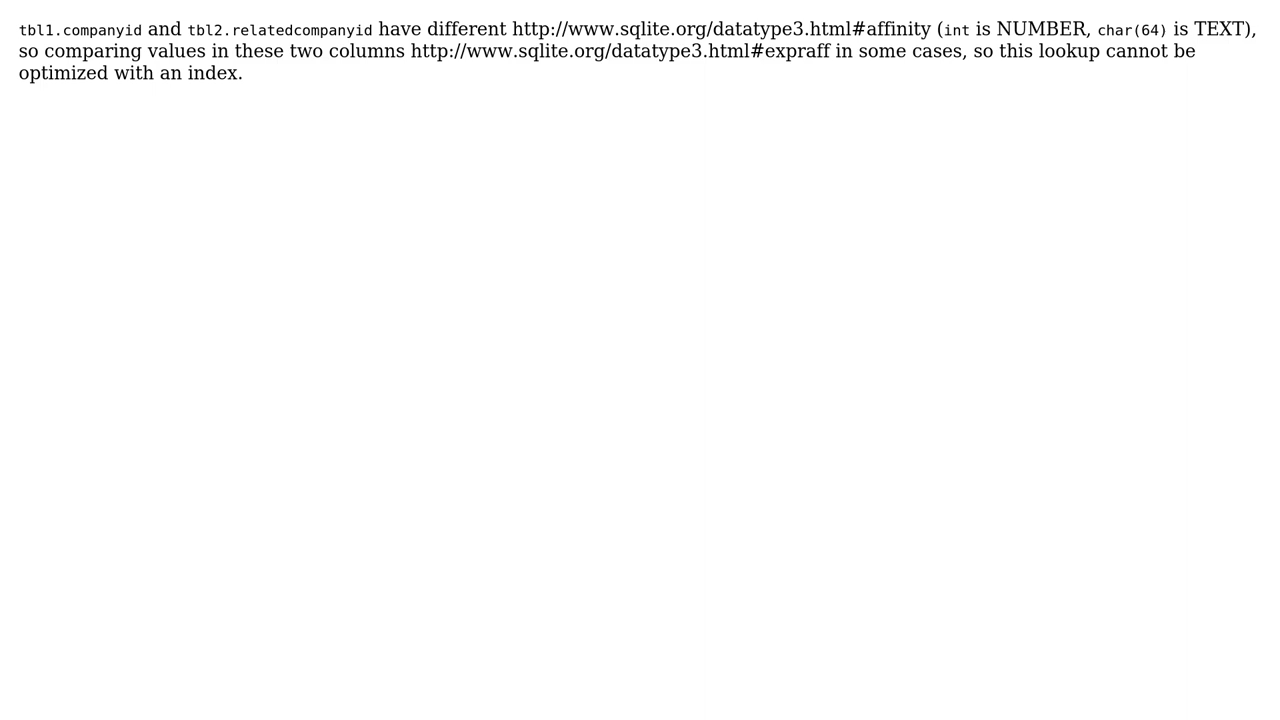 tbl1.companyid and tbl2.relatedcompanyid have different http://www.sqlite.org/datatype3.html#affinity (int is NUMBER, char(64) is TEXT),
so comparing values in these two columns http://www.sqlite.org/datatype3.html#expraff in some cases, so this lookup cannot be
optimized with an index.